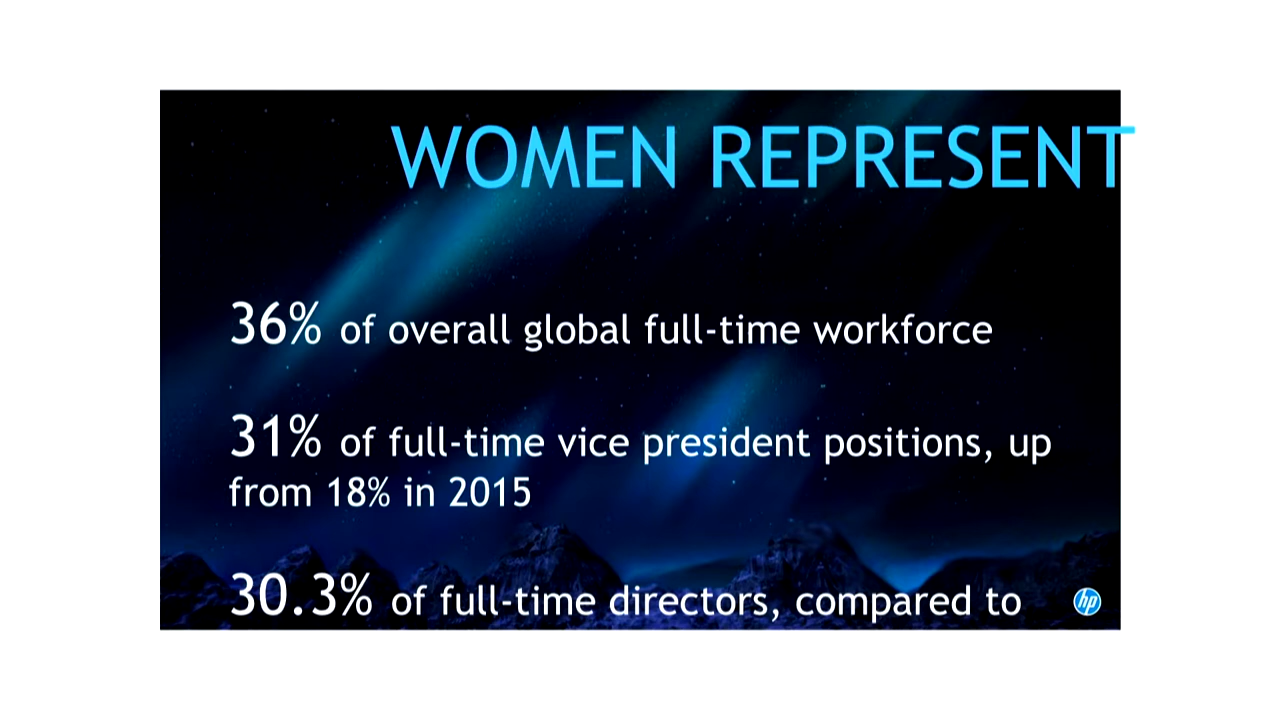 WOMEN REPRESENT
36% of overall global full-time workforce
31% of full-time vice president positions, up
from 18% in 2015
30.3% of full-time directors, compared to
hp